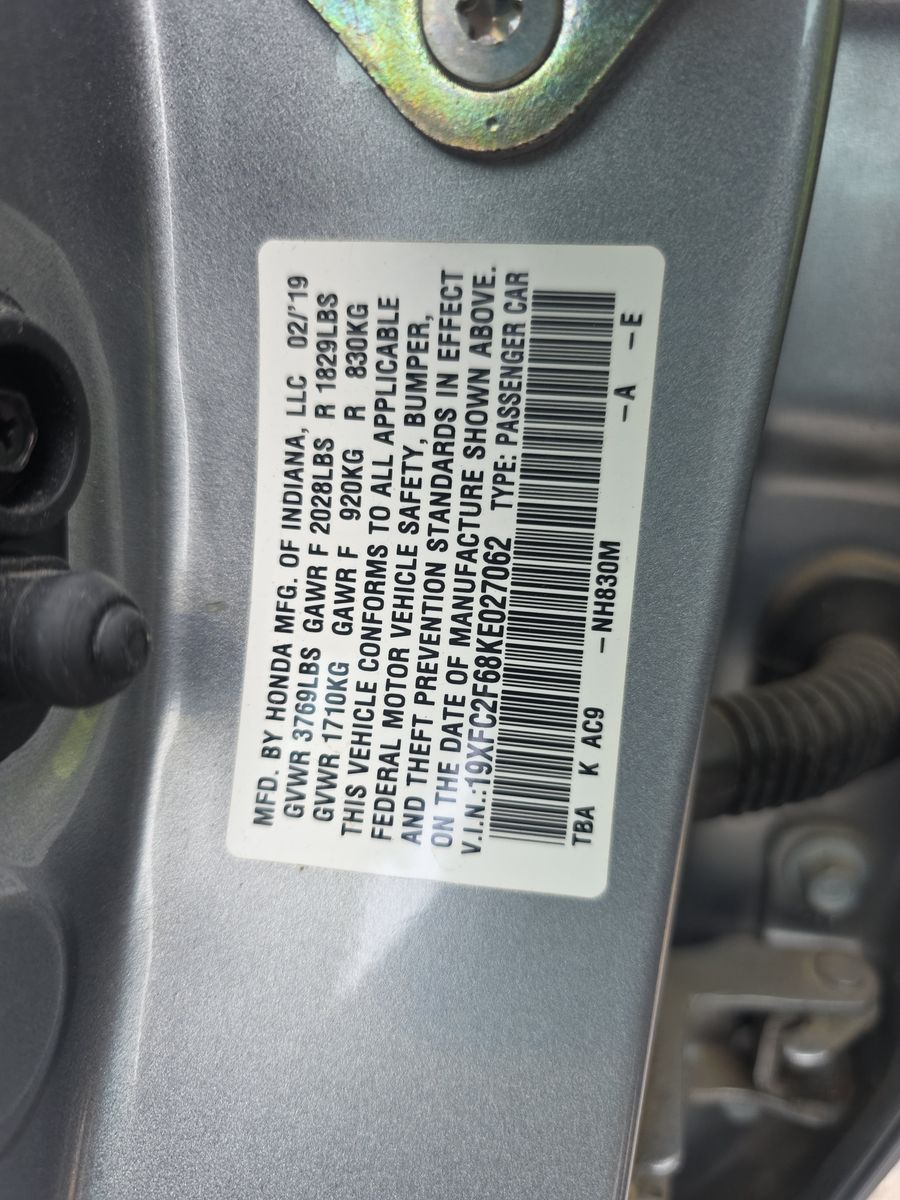 MFD. BY HONDA MFG. OF INDIANA, LLC 02/'19
GVWR 3769LBS GAWR F 2028LBS R 1829LBS
GVWR 1710KG GAWR F 920KG R 830KG
THIS VEHICLE CONFORMS TO ALL APPLICABLE
FEDERAL MOTOR VEHICLE SAFETY, BUMPER,
AND THEFT PREVENTION STANDARDS IN EFFECT
ON THE DATE OF MANUFACTURE SHOWN ABOVE.
V.I.N.:19XFC2F68KE027062 TYPE: PASSENGER CAR
TBA K AC9 -NH830M -A -E